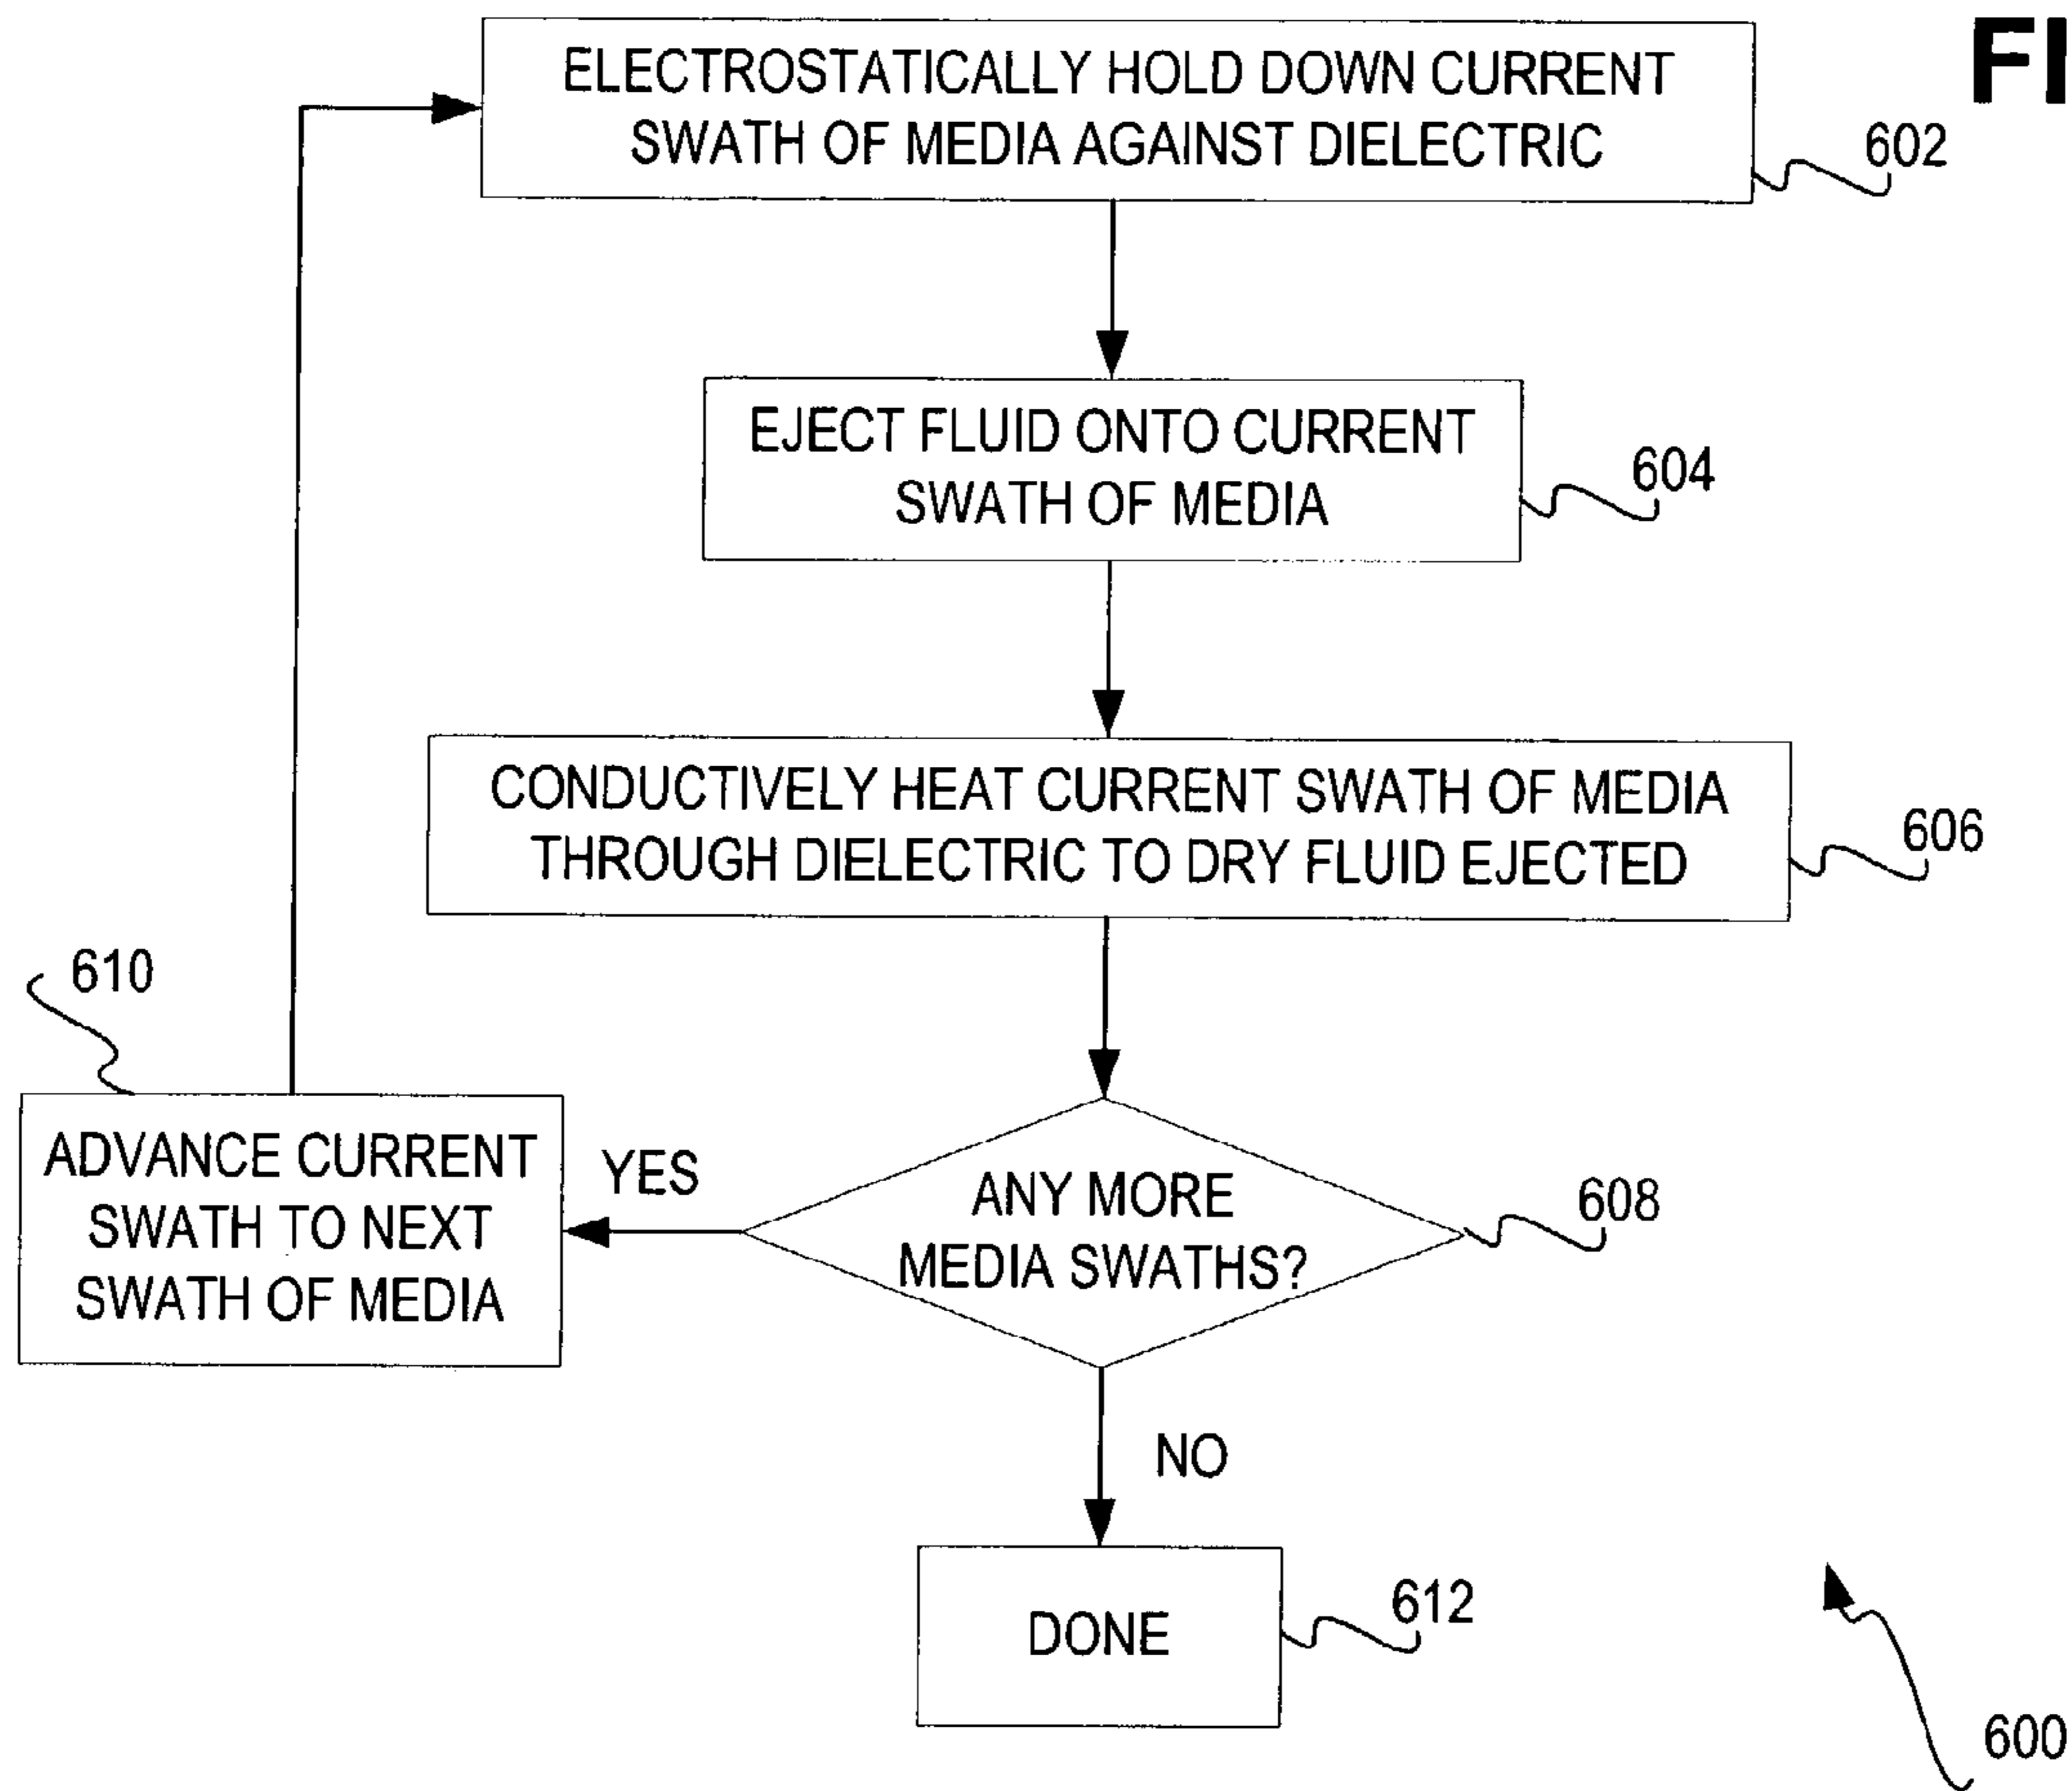 FI
ELECTROSTATICALLY HOLD DOWN CURRENT
SWATH OF MEDIA AGAINST DIELECTRIC
602
EJECT FLUID ONTO CURRENT
SWATH OF MEDIA
604
CONDUCTIVELY HEAT CURRENT SWATH OF MEDIA
THROUGH DIELECTRIC TO DRY FLUID EJECTED
606
610
ADVANCE CURRENT
SWATH TO NEXT
SWATH OF MEDIA
YES
ANY MORE
MEDIA SWATHS?
608
NO
DONE
612
600